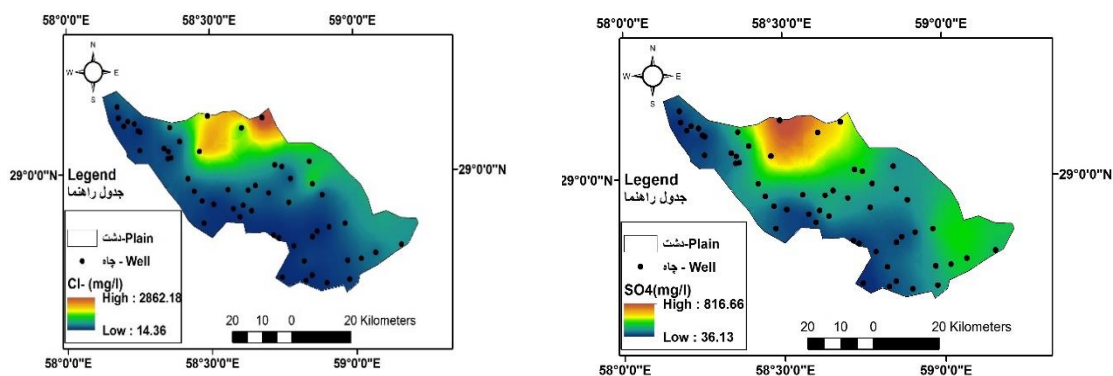 58°0'0"E 58°30'0"E 59°0'0"E
N
W E
S
29°0'0"N 29°0'0"N
Legend
جدول راهنما
دشت-Plain
چاه - Well
Cl- (mg/l)
High : 2862.18
Low : 14.36
20 10 0 20 Kilometers
58°0'0"E 58°30'0"E 59°0'0"E
58°0'0"E 58°30'0"E 59°0'0"E
N
W E
S
29°0'0"N 29°0'0"N
Legend
جدول راهنما
دشت-Plain
چاه - Well
SO4(mg/l)
High : 816.66
Low : 36.13
20 10 0 20 Kilometers
58°0'0"E 58°30'0"E 59°0'0"E